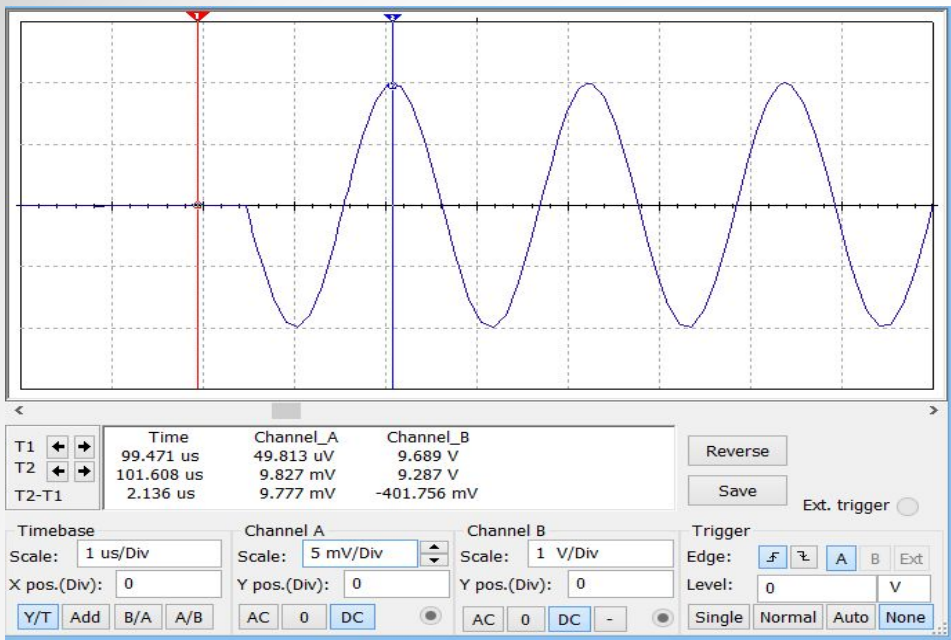 1 2
< >
Time Channel_A Channel_B
T1 99.471 us 49.813 uV 9.689 V
T2 101.608 us 9.827 mV 9.287 V
T2-T1 2.136 us 9.777 mV -401.756 mV
Reverse
Save
Ext. trigger
Timebase
Scale: 1 us/Div
X pos.(Div): 0
Y/T Add B/A A/B
Channel A
Scale: 5 mV/Div
Y pos.(Div): 0
AC 0 DC
Channel B
Scale: 1 V/Div
Y pos.(Div): 0
AC 0 DC -
Trigger
Edge: A B Ext
Level: 0 V
Single Normal Auto None